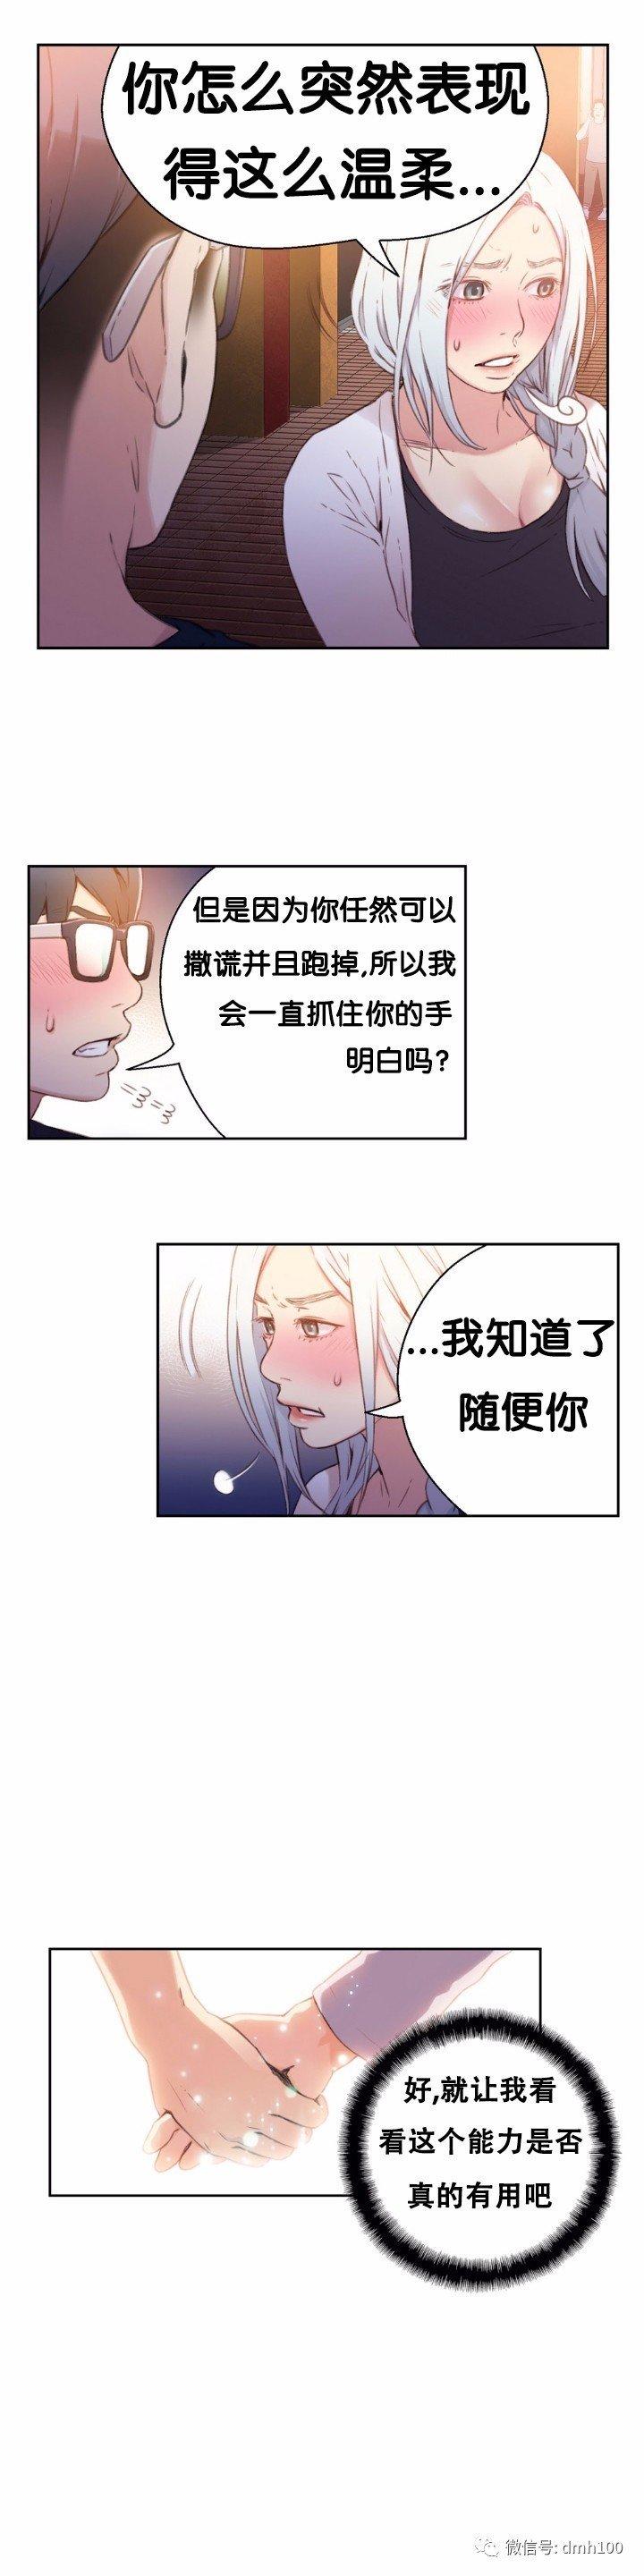 你怎么突然表现
得这么温柔...
但是因为你任然可以
撒谎并且跑掉,所以我
会一直抓住你的手
明白吗?
...我知道了
随便你
好,就让我看
看这个能力是否
真的有用吧
微信号: dmh100